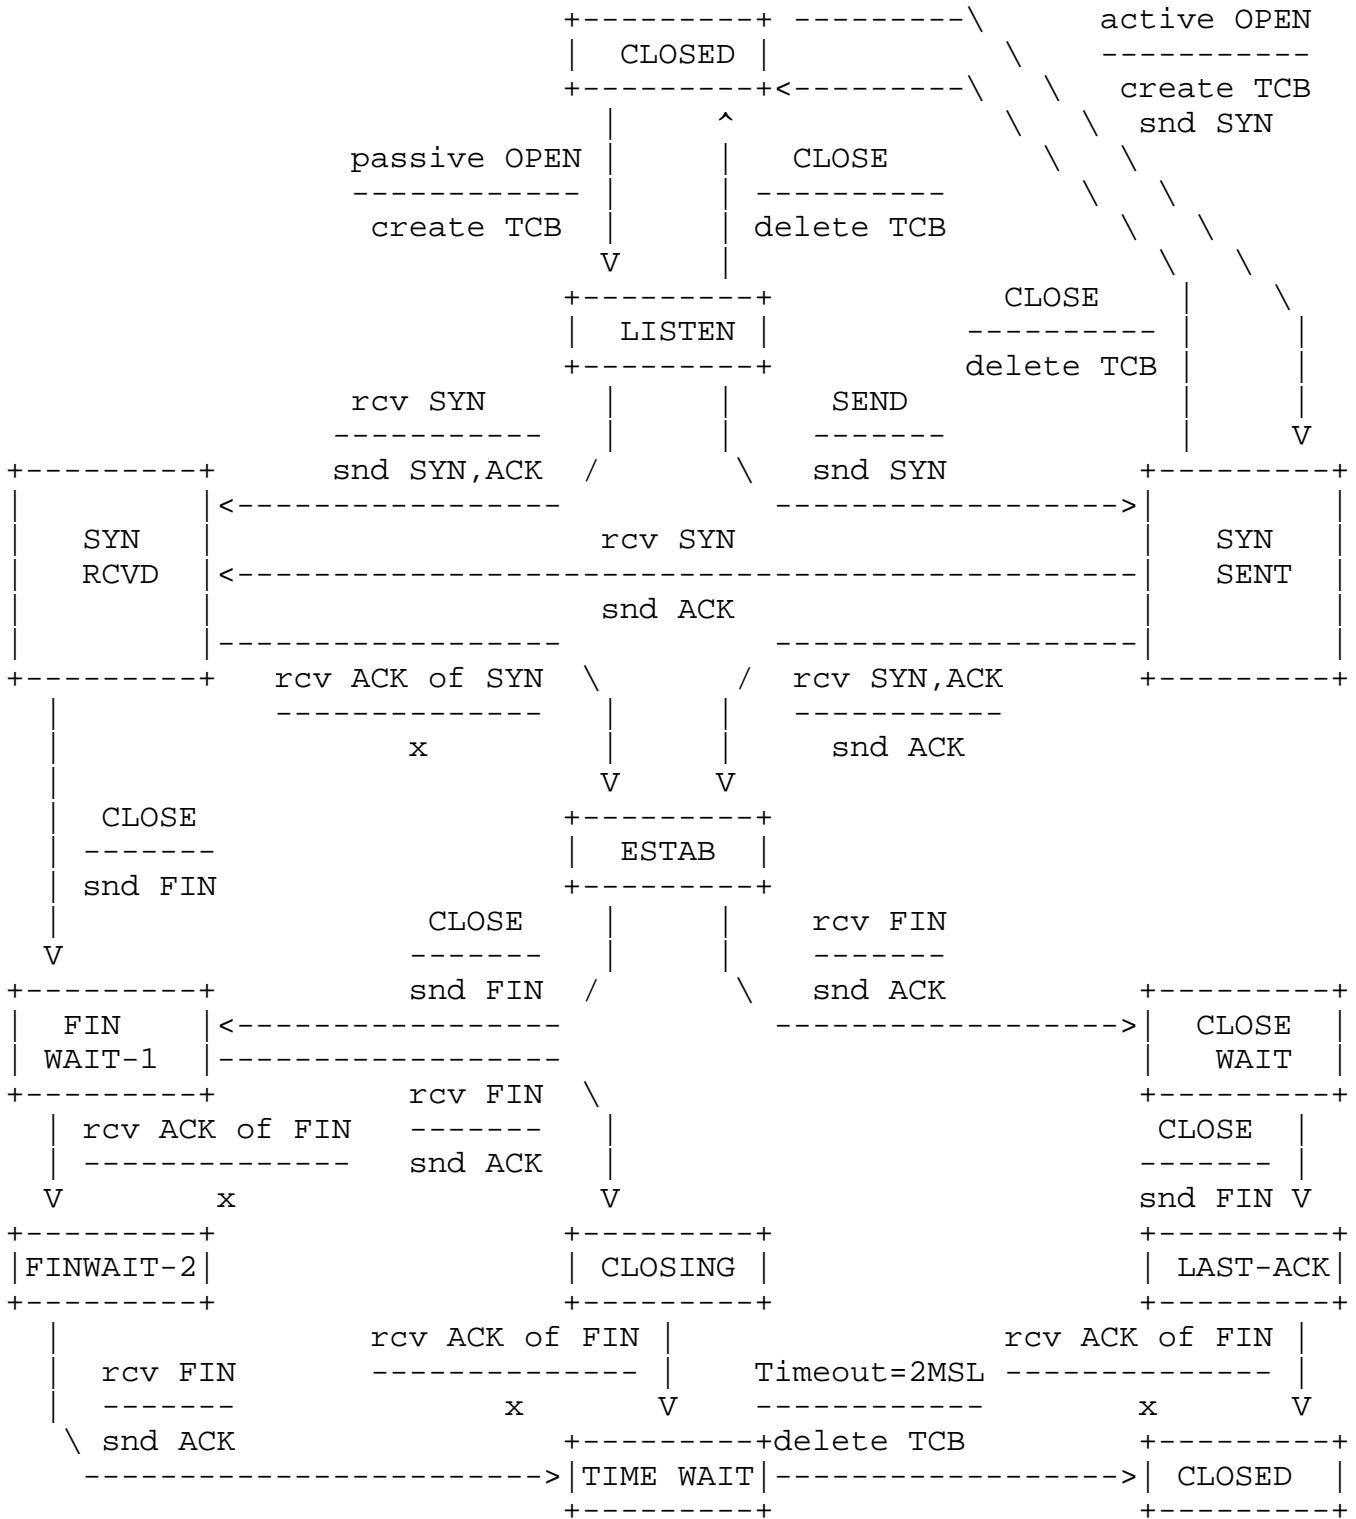 +---------+ ---------\      active OPEN
|  CLOSED |            \    -----------
+---------+<---------\   \   create TCB
|     ^              \   \  snd SYN
passive OPEN |     |   CLOSE        \   \
------------ |     | ----------       \   \
create TCB  |     | delete TCB         \   \
V     |                      \   \
+---------+            CLOSE    |    \
|  LISTEN |          ---------- |     |
+---------+          delete TCB |     |
rcv SYN      |     |     SEND              |     |
-----------   |     |    -------            |     V
+---------+      snd SYN,ACK  /       \   snd SYN          +---------+
|         |<-----------------           ------------------>|         |
|   SYN   |                    rcv SYN                     |   SYN   |
|   RCVD  |<-----------------------------------------------|   SENT  |
|         |                    snd ACK                     |         |
|         |------------------           -------------------|         |
+---------+   rcv ACK of SYN  \       /  rcv SYN,ACK       +---------+
|           --------------   |     |   -----------
|                  x         |     |     snd ACK
|                            V     V
|  CLOSE                   +---------+
| -------                  |  ESTAB  |
| snd FIN                  +---------+
|                   CLOSE    |     |    rcv FIN
V                  -------   |     |    -------
+---------+          snd FIN  /       \   snd ACK          +---------+
|  FIN    |<-----------------           ------------------>|  CLOSE  |
| WAIT-1  |------------------                              |   WAIT  |
+---------+          rcv FIN  \                            +---------+
| rcv ACK of FIN   -------   |                            CLOSE  |
| --------------   snd ACK   |                           ------- |
V        x                   V                           snd FIN V
+---------+                  +---------+                   +---------+
|FINWAIT-2|                  | CLOSING |                   | LAST-ACK|
+---------+                  +---------+                   +---------+
|                rcv ACK of FIN |                 rcv ACK of FIN |
|  rcv FIN       -------------- |    Timeout=2MSL -------------- |
|  -------              x       V    ------------        x       V
\ snd ACK                 +---------+delete TCB         +---------+
------------------------>|TIME WAIT|------------------>| CLOSED  |
+---------+                   +---------+